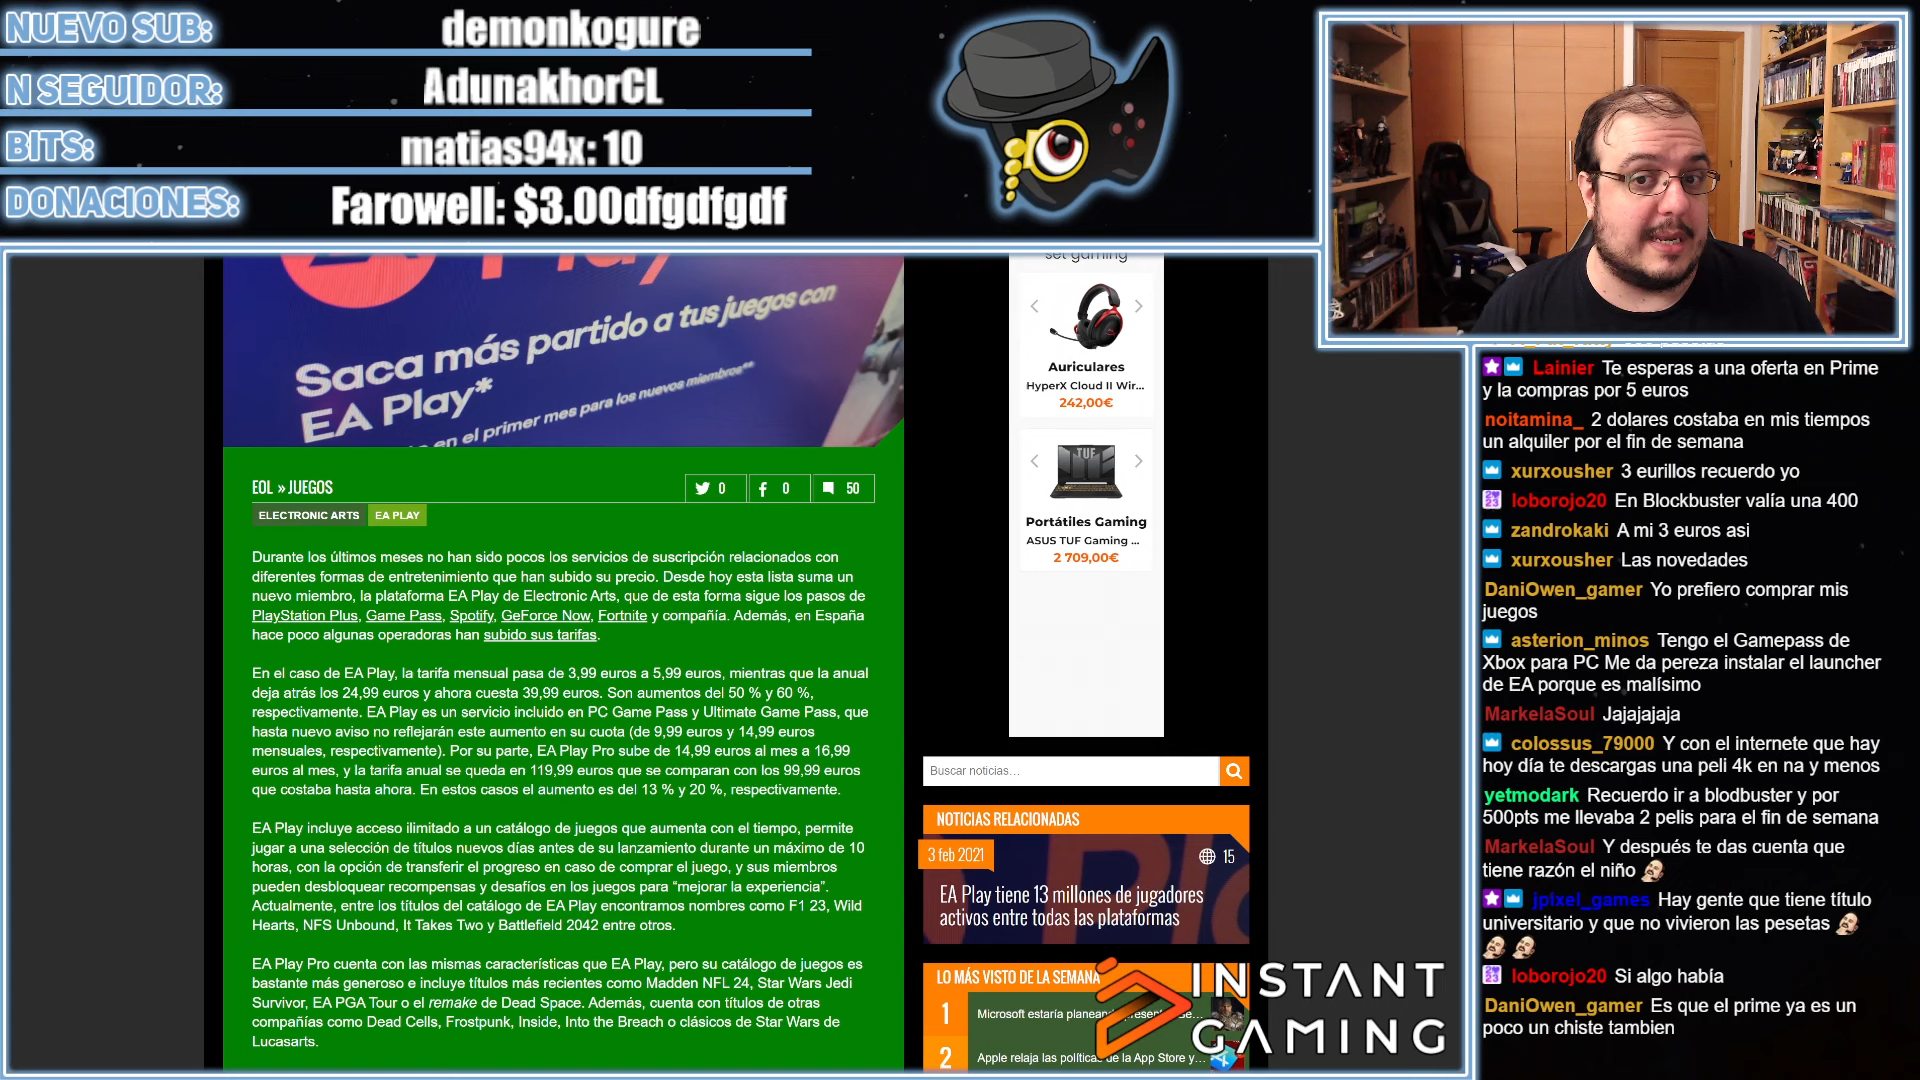 NUEVO SUB:
demonkogure
N SEGUIDOR:
AdunakhorCL
BITS:
matias94x: 10
DONACIONES:
Farowell: $3.00dfgdfgdf
Play
Saca más partido a tus juegos con
EA Play*
en el primer mes para los nuevos miembros**
EOL » JUEGOS
0
0
50
ELECTRONIC ARTS
EA PLAY
Durante los últimos meses no han sido pocos los servicios de suscripción relacionados con
diferentes formas de entretenimiento que han subido su precio. Desde hoy esta lista suma un
nuevo miembro, la plataforma EA Play de Electronic Arts, que de esta forma sigue los pasos de
PlayStation Plus, Game Pass, Spotify, GeForce Now, Fortnite y compañía. Además, en España
hace poco algunas operadoras han subido sus tarifas.
En el caso de EA Play, la tarifa mensual pasa de 3,99 euros a 5,99 euros, mientras que la anual
deja atrás los 24,99 euros y ahora cuesta 39,99 euros. Son aumentos del 50 % y 60 %,
respectivamente. EA Play es un servicio incluido en PC Game Pass y Ultimate Game Pass, que
hasta nuevo aviso no reflejarán este aumento en su cuota (de 9,99 euros y 14,99 euros
mensuales, respectivamente). Por su parte, EA Play Pro sube de 14,99 euros al mes a 16,99
euros al mes, y la tarifa anual se queda en 119,99 euros que se comparan con los 99,99 euros
que costaba hasta ahora. En estos casos el aumento es del 13 % y 20 %, respectivamente.
EA Play incluye acceso ilimitado a un catálogo de juegos que aumenta con el tiempo, permite
jugar a una selección de títulos nuevos días antes de su lanzamiento durante un máximo de 10
horas, con la opción de transferir el progreso en caso de comprar el juego, y sus miembros
pueden desbloquear recompensas y desafíos en los juegos para “mejorar la experiencia”.
Actualmente, entre los títulos del catálogo de EA Play encontramos nombres como F1 23, Wild
Hearts, NFS Unbound, It Takes Two y Battlefield 2042 entre otros.
EA Play Pro cuenta con las mismas características que EA Play, pero su catálogo de juegos es
bastante más generoso e incluye títulos más recientes como Madden NFL 24, Star Wars Jedi
Survivor, EA PGA Tour o el remake de Dead Space. Además, cuenta con títulos de otras
compañías como Dead Cells, Frostpunk, Inside, Into the Breach o clásicos de Star Wars de
Lucasarts.
set gaming
Auriculares
HyperX Cloud II Wir...
242,00€
TUF
Portátiles Gaming
ASUS TUF Gaming ...
2 709,00€
Buscar noticias...
NOTICIAS RELACIONADAS
3 feb 2021
15
EA Play tiene 13 millones de jugadores
activos entre todas las plataformas
LO MÁS VISTO DE LA SEMANA
1
Microsoft estaría planeando
2
Apple relaja las políticas de la App Store y...
INSTANT
GAMING
Lainier Te esperas a una oferta en Prime
y la compras por 5 euros
noitamina_ 2 dolares costaba en mis tiempos
un alquiler por el fin de semana
xurxousher 3 eurillos recuerdo yo
loborojo20 En Blockbuster valía una 400
zandrokaki A mi 3 euros asi
xurxousher Las novedades
DaniOwen_gamer Yo prefiero comprar mis
juegos
asterion_minos Tengo el Gamepass de
Xbox para PC Me da pereza instalar el launcher
de EA porque es malísimo
MarkelaSoul Jajajajaja
colossus_79000 Y con el internete que hay
hoy día te descargas una peli 4k en na y menos
yetmodark Recuerdo ir a blodbuster y por
500pts me llevaba 2 pelis para el fin de semana
MarkelaSoul Y después te das cuenta que
tiene razón el niño
jpixel_games Hay gente que tiene título
universitario y que no vivieron las pesetas
loborojo20 Si algo había
DaniOwen_gamer Es que el prime ya es un
poco un chiste tambien